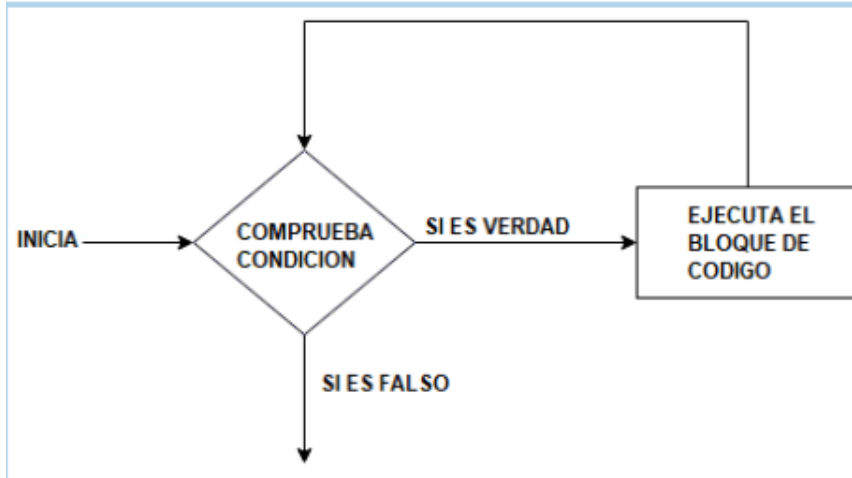 INICIA
COMPRUEBA
CONDICION
SI ES VERDAD
EJECUTA EL
BLOQUE DE
CODIGO
SI ES FALSO